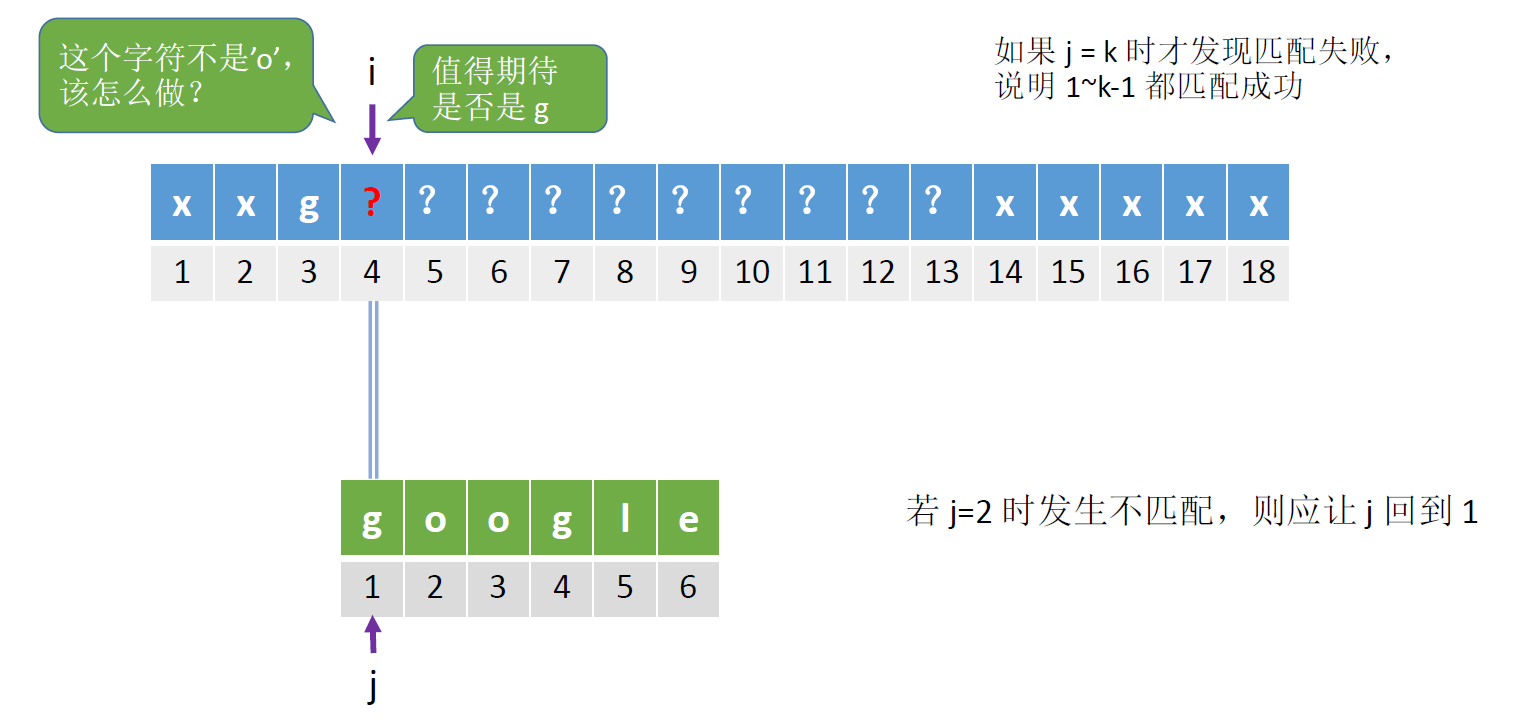 这个字符不是’o’，
该怎么做？
i
值得期待
是否是 g
如果 j = k 时才发现匹配失败，
说明 1~k-1 都匹配成功
x x g ? ? ? ? ? ? ? ? ? ? x x x x x
1 2 3 4 5 6 7 8 9 10 11 12 13 14 15 16 17 18
g o o g l e
若 j=2 时发生不匹配，则应让 j 回到 1
1 2 3 4 5 6
j